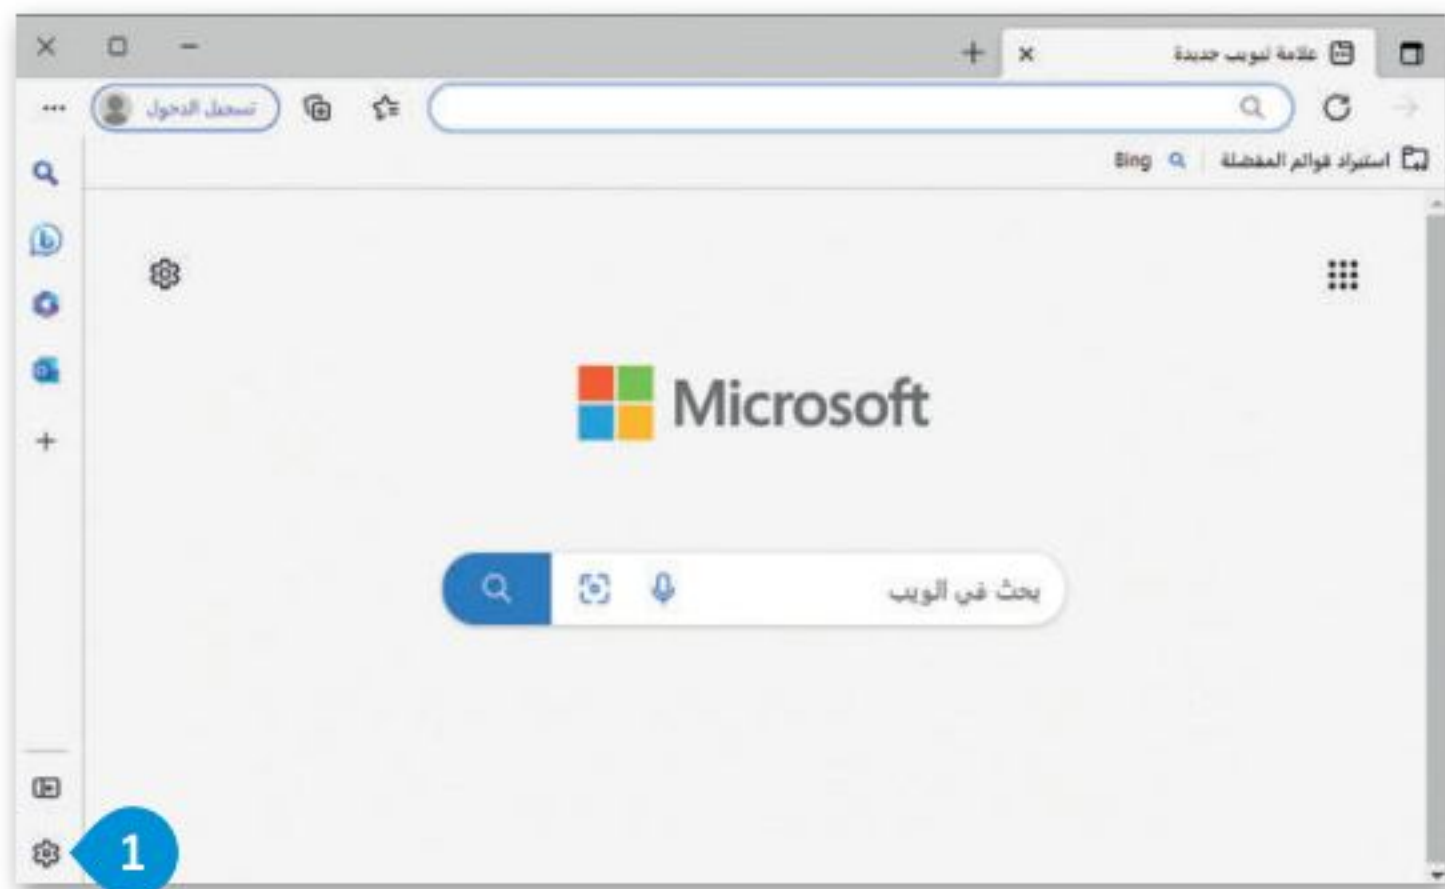 علامة تبويب جديدة
تسجيل الدخول
استيراد قوائم المفضلة Bing
Microsoft
بحث في الويب
1